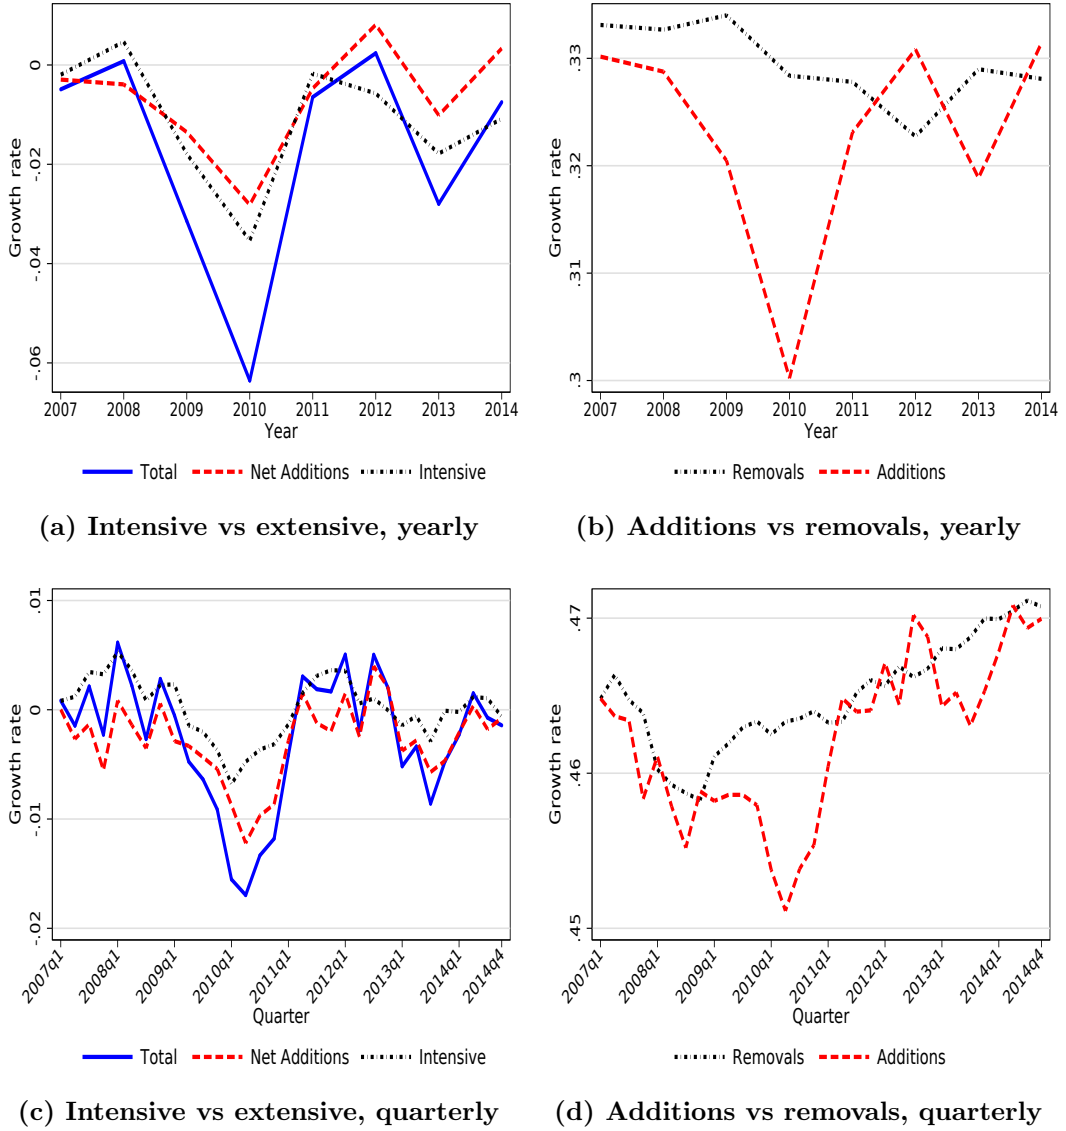 Growth rate
0
-.02
-.04
-.06
2007 2008 2009 2010 2011 2012 2013 2014
Year
Total Net Additions Intensive
(a) Intensive vs extensive, yearly
Growth rate
.33
.32
.31
.3
2007 2008 2009 2010 2011 2012 2013 2014
Year
Removals Additions
(b) Additions vs removals, yearly
Growth rate
.01
0
-.01
-.02
2007q1 2008q1 2009q1 2010q1 2011q1 2012q1 2013q1 2014q1 2014q4
Quarter
Total Net Additions Intensive
(c) Intensive vs extensive, quarterly
Growth rate
.47
.46
.45
2007q1 2008q1 2009q1 2010q1 2011q1 2012q1 2013q1 2014q1 2014q4
Quarter
Removals Additions
(d) Additions vs removals, quarterly